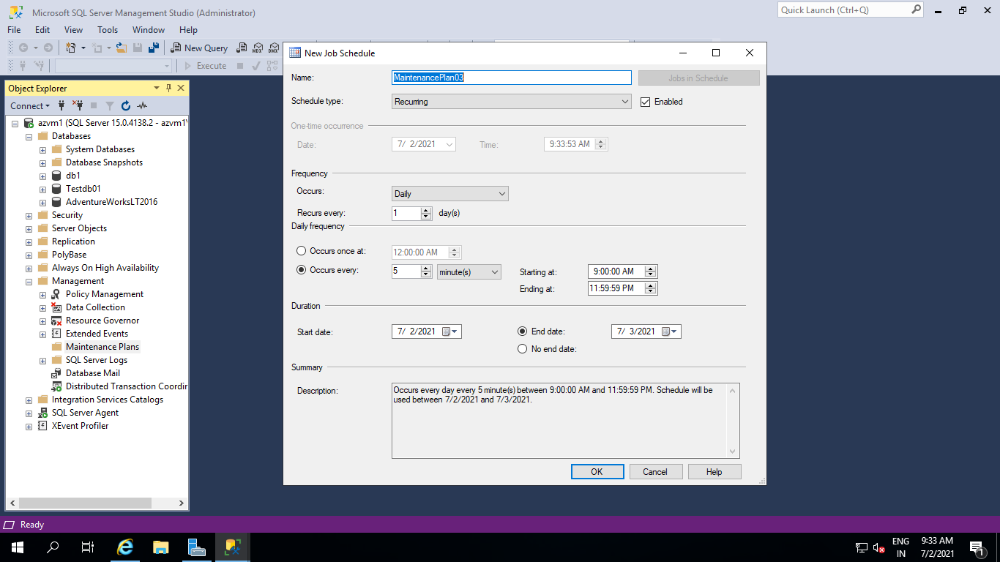 Microsoft SQL Server Management Studio (Administrator)
Quick Launch (Ctrl+Q)
File Edit View Tools Window Help
New Query
MDX
DMX
Execute
Object Explorer
Connect
azvm1 (SQL Server 15.0.4138.2 - azvm1\
Databases
System Databases
Database Snapshots
db1
Testdb01
AdventureWorksLT2016
Security
Server Objects
Replication
PolyBase
Always On High Availability
Management
Policy Management
Data Collection
Resource Governor
Extended Events
Maintenance Plans
SQL Server Logs
Database Mail
Distributed Transaction Coordin
Integration Services Catalogs
SQL Server Agent
XEvent Profiler
New Job Schedule
Name: MaintenancePlan03 Jobs in Schedule
Schedule type: Recurring Enabled
One-time occurrence
Date: 7/ 2/2021 Time: 9:33:53 AM
Frequency
Occurs: Daily
Recurs every: 1 day(s)
Daily frequency
Occurs once at: 12:00:00 AM
Occurs every: 5 minute(s) Starting at: 9:00:00 AM
Ending at: 11:59:59 PM
Duration
Start date: 7/ 2/2021 End date: 7/ 3/2021
No end date:
Summary
Description: Occurs every day every 5 minute(s) between 9:00:00 AM and 11:59:59 PM. Schedule will be
used between 7/2/2021 and 7/3/2021.
OK Cancel Help
Ready
ENG
IN
9:33 AM
7/2/2021
1